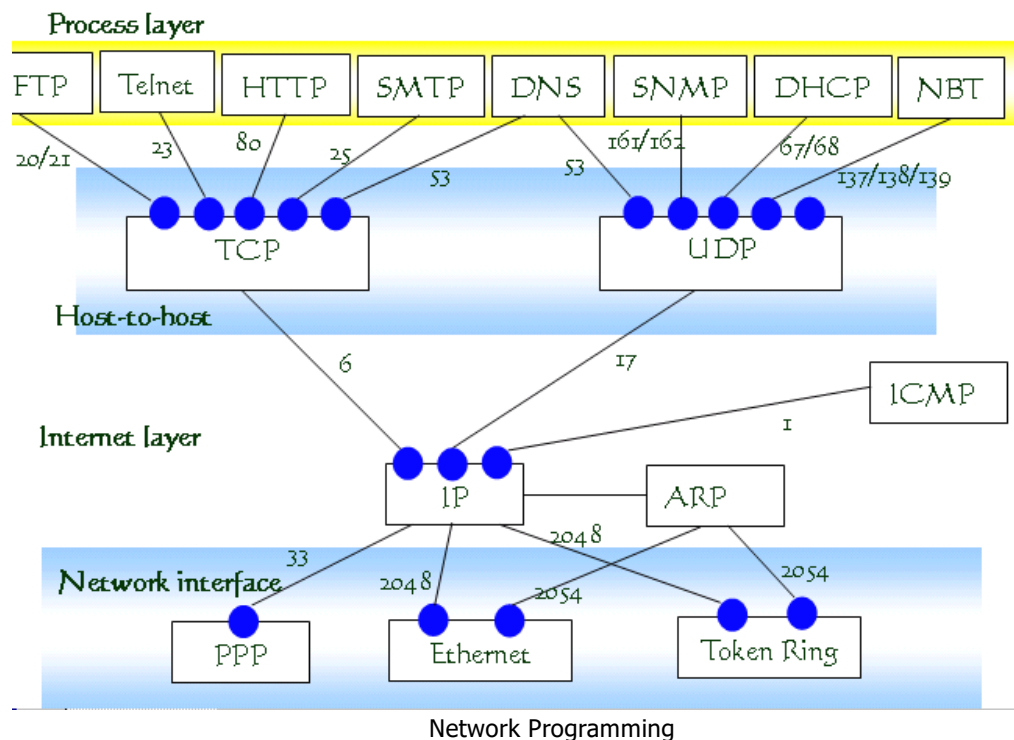 Process layer
FTP Telnet HTTP SMTP DNS SNMP DHCP NBT
20/21 23 80 25 53 53 161/162 67/68 137/138/139
TCP UDP
Host-to-host
6 17
ICMP
1
Internet layer
IP ARP
33 2048 2054 2048 2054
Network interface
PPP Ethernet Token Ring
Network Programming